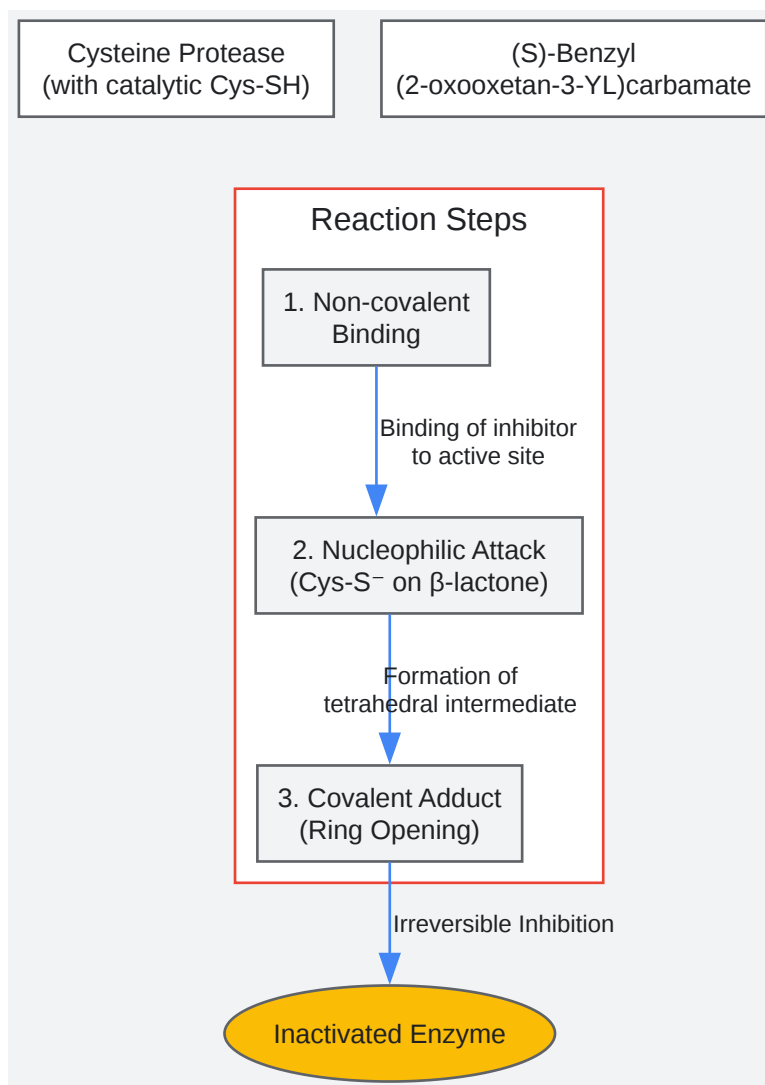 Cysteine Protease
(with catalytic Cys-SH)
(S)-Benzyl
(2-oxooxetan-3-YL)carbamate
Reaction Steps
1. Non-covalent
Binding
Binding of inhibitor
to active site
2. Nucleophilic Attack
(Cys-S⁻ on β-lactone)
Formation of
tetrahedral intermediate
3. Covalent Adduct
(Ring Opening)
Irreversible Inhibition
Inactivated Enzyme